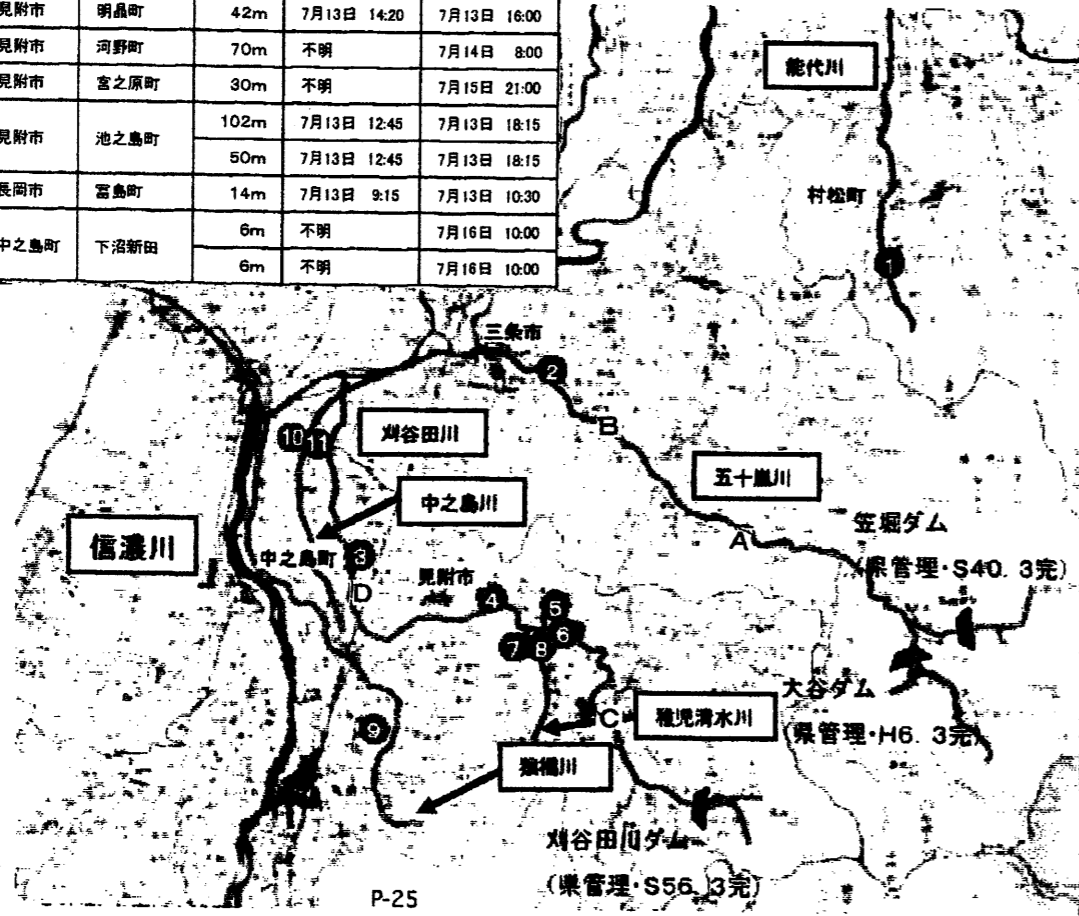 見附市 明晶町 42m 7月13日 14:20 7月13日 16:00
見附市 河野町 70m 不明 7月14日 8:00
見附市 宮之原町 30m 不明 7月15日 21:00
見附市 池之島町 102m 7月13日 12:45 7月13日 18:15
50m 7月13日 12:45 7月13日 18:15
長岡市 富島町 14m 7月13日 9:15 7月13日 10:30
中之島町 下沼新田 6m 不明 7月16日 10:00
6m 不明 7月16日 10:00
能代川
村松町
1
三条市
2
刈谷田川
B
10 11
五十嵐川
中之島川
信濃川
笠堀ダム
(県管理・S40.3完)
A
中之島町
3
見附市
D
4
5
6
7
8
大谷ダム
(県管理・H6.3完)
C
稚児清水川
9
猿橋川
刈谷田川ダム
(県管理・S56.3完)
P-25